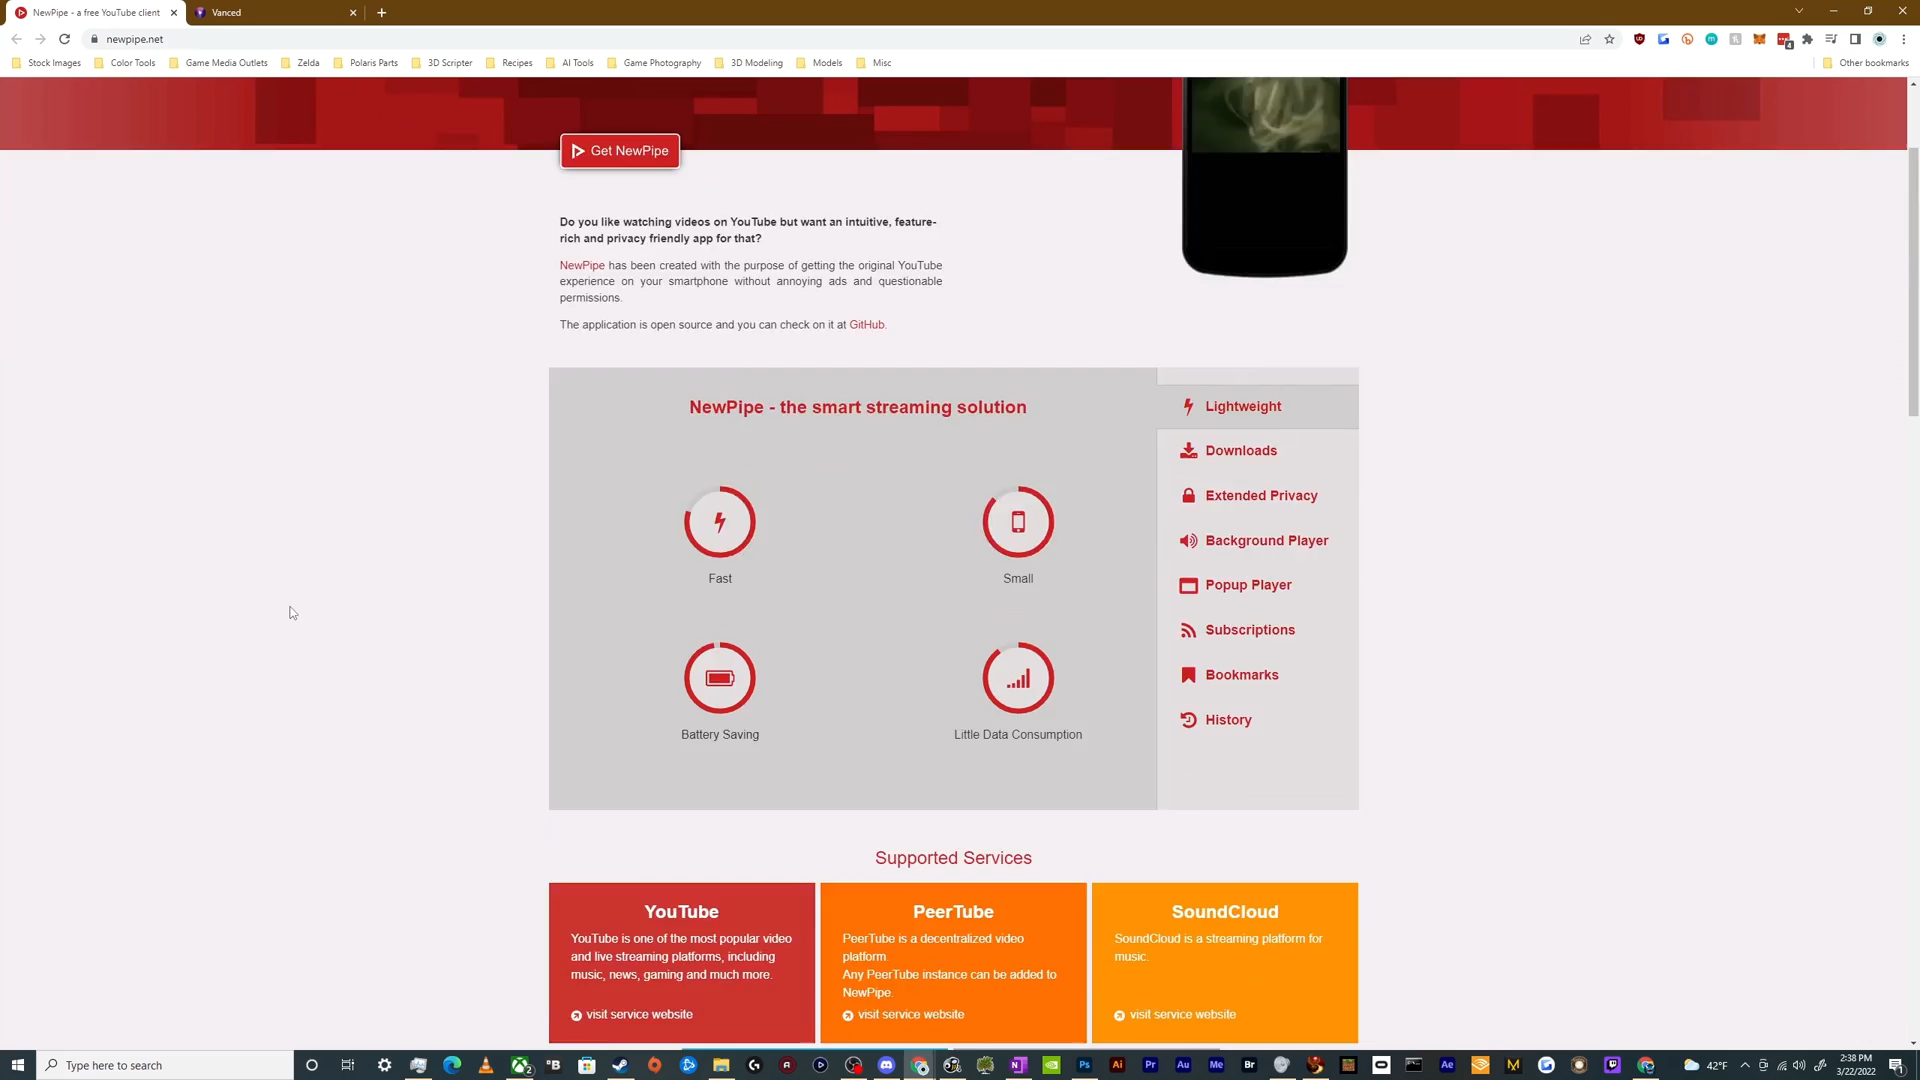 NewPipe - a free YouTube client
Vanced
newpipe.net
Stock Images
Color Tools
Game Media Outlets
Zelda
Polaris Parts
3D Scripter
Recipes
AI Tools
Game Photography
3D Modeling
Models
Misc
Other bookmarks
Get NewPipe
Do you like watching videos on YouTube but want an intuitive, feature-
rich and privacy friendly app for that?
NewPipe has been created with the purpose of getting the original YouTube
experience on your smartphone without annoying ads and questionable
permissions.
The application is open source and you can check on it at GitHub.
NewPipe - the smart streaming solution
Fast
Small
Battery Saving
Little Data Consumption
Lightweight
Downloads
Extended Privacy
Background Player
Popup Player
Subscriptions
Bookmarks
History
Supported Services
YouTube
YouTube is one of the most popular video
and live streaming platforms, including
music, news, gaming and much more.
visit service website
PeerTube
PeerTube is a decentralized video
platform.
Any PeerTube instance can be added to
NewPipe.
visit service website
SoundCloud
SoundCloud is a streaming platform for
music.
visit service website
Type here to search
Ps
Ai
Pr
Au
Me
Br
Ae
42°F
2:38 PM
3/22/2022